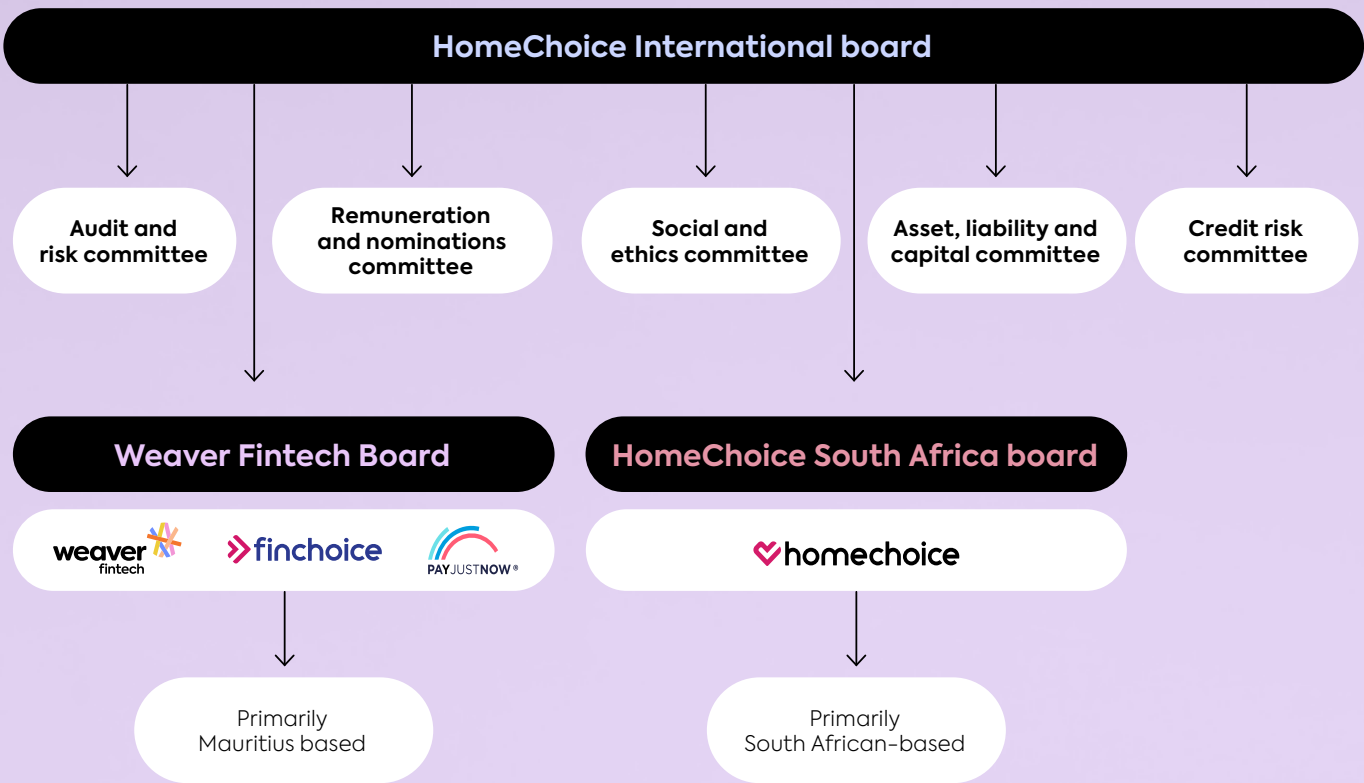 HomeChoice International board
Audit and
risk committee
Remuneration
and nominations
committee
Social and
ethics committee
Asset, liability and
capital committee
Credit risk
committee
Weaver Fintech Board
HomeChoice South Africa board
weaver
fintech
finchoice
PAYJUSTNOW®
homechoice
Primarily
Mauritius based
Primarily
South African-based